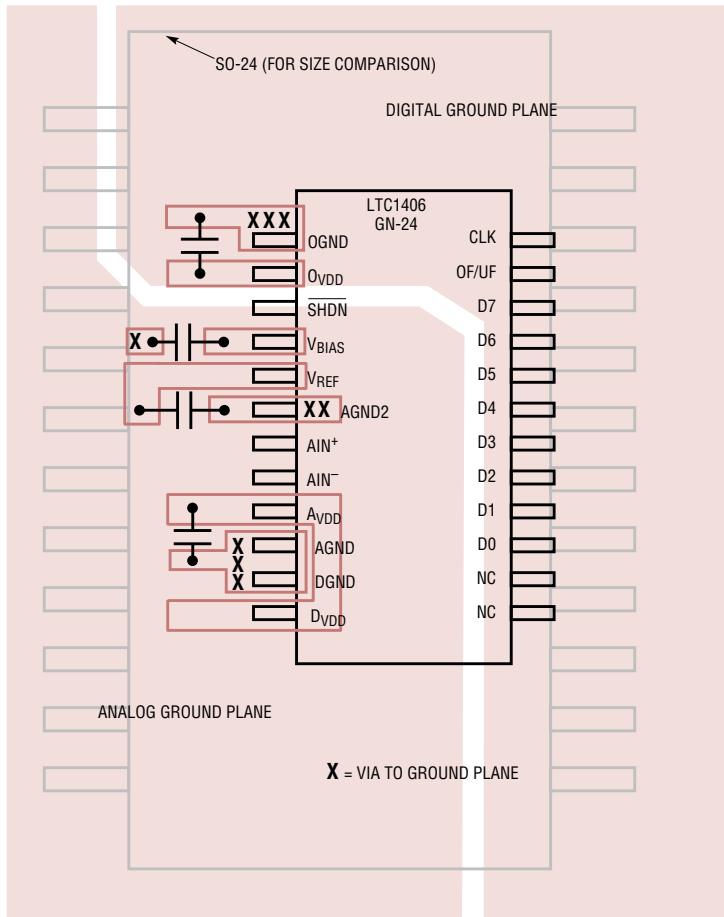 SO-24 (FOR SIZE COMPARISON)
DIGITAL GROUND PLANE
LTC1406
GN-24
XXX
OGND
CLK
OVDD
OF/UF
SHDN
D7
X
VBIAS
D6
VREF
D5
XX
AGND2
D4
AIN+
D3
AIN−
D2
AVDD
D1
X
AGND
D0
X
X
DGND
NC
DVDD
NC
ANALOG GROUND PLANE
X = VIA TO GROUND PLANE